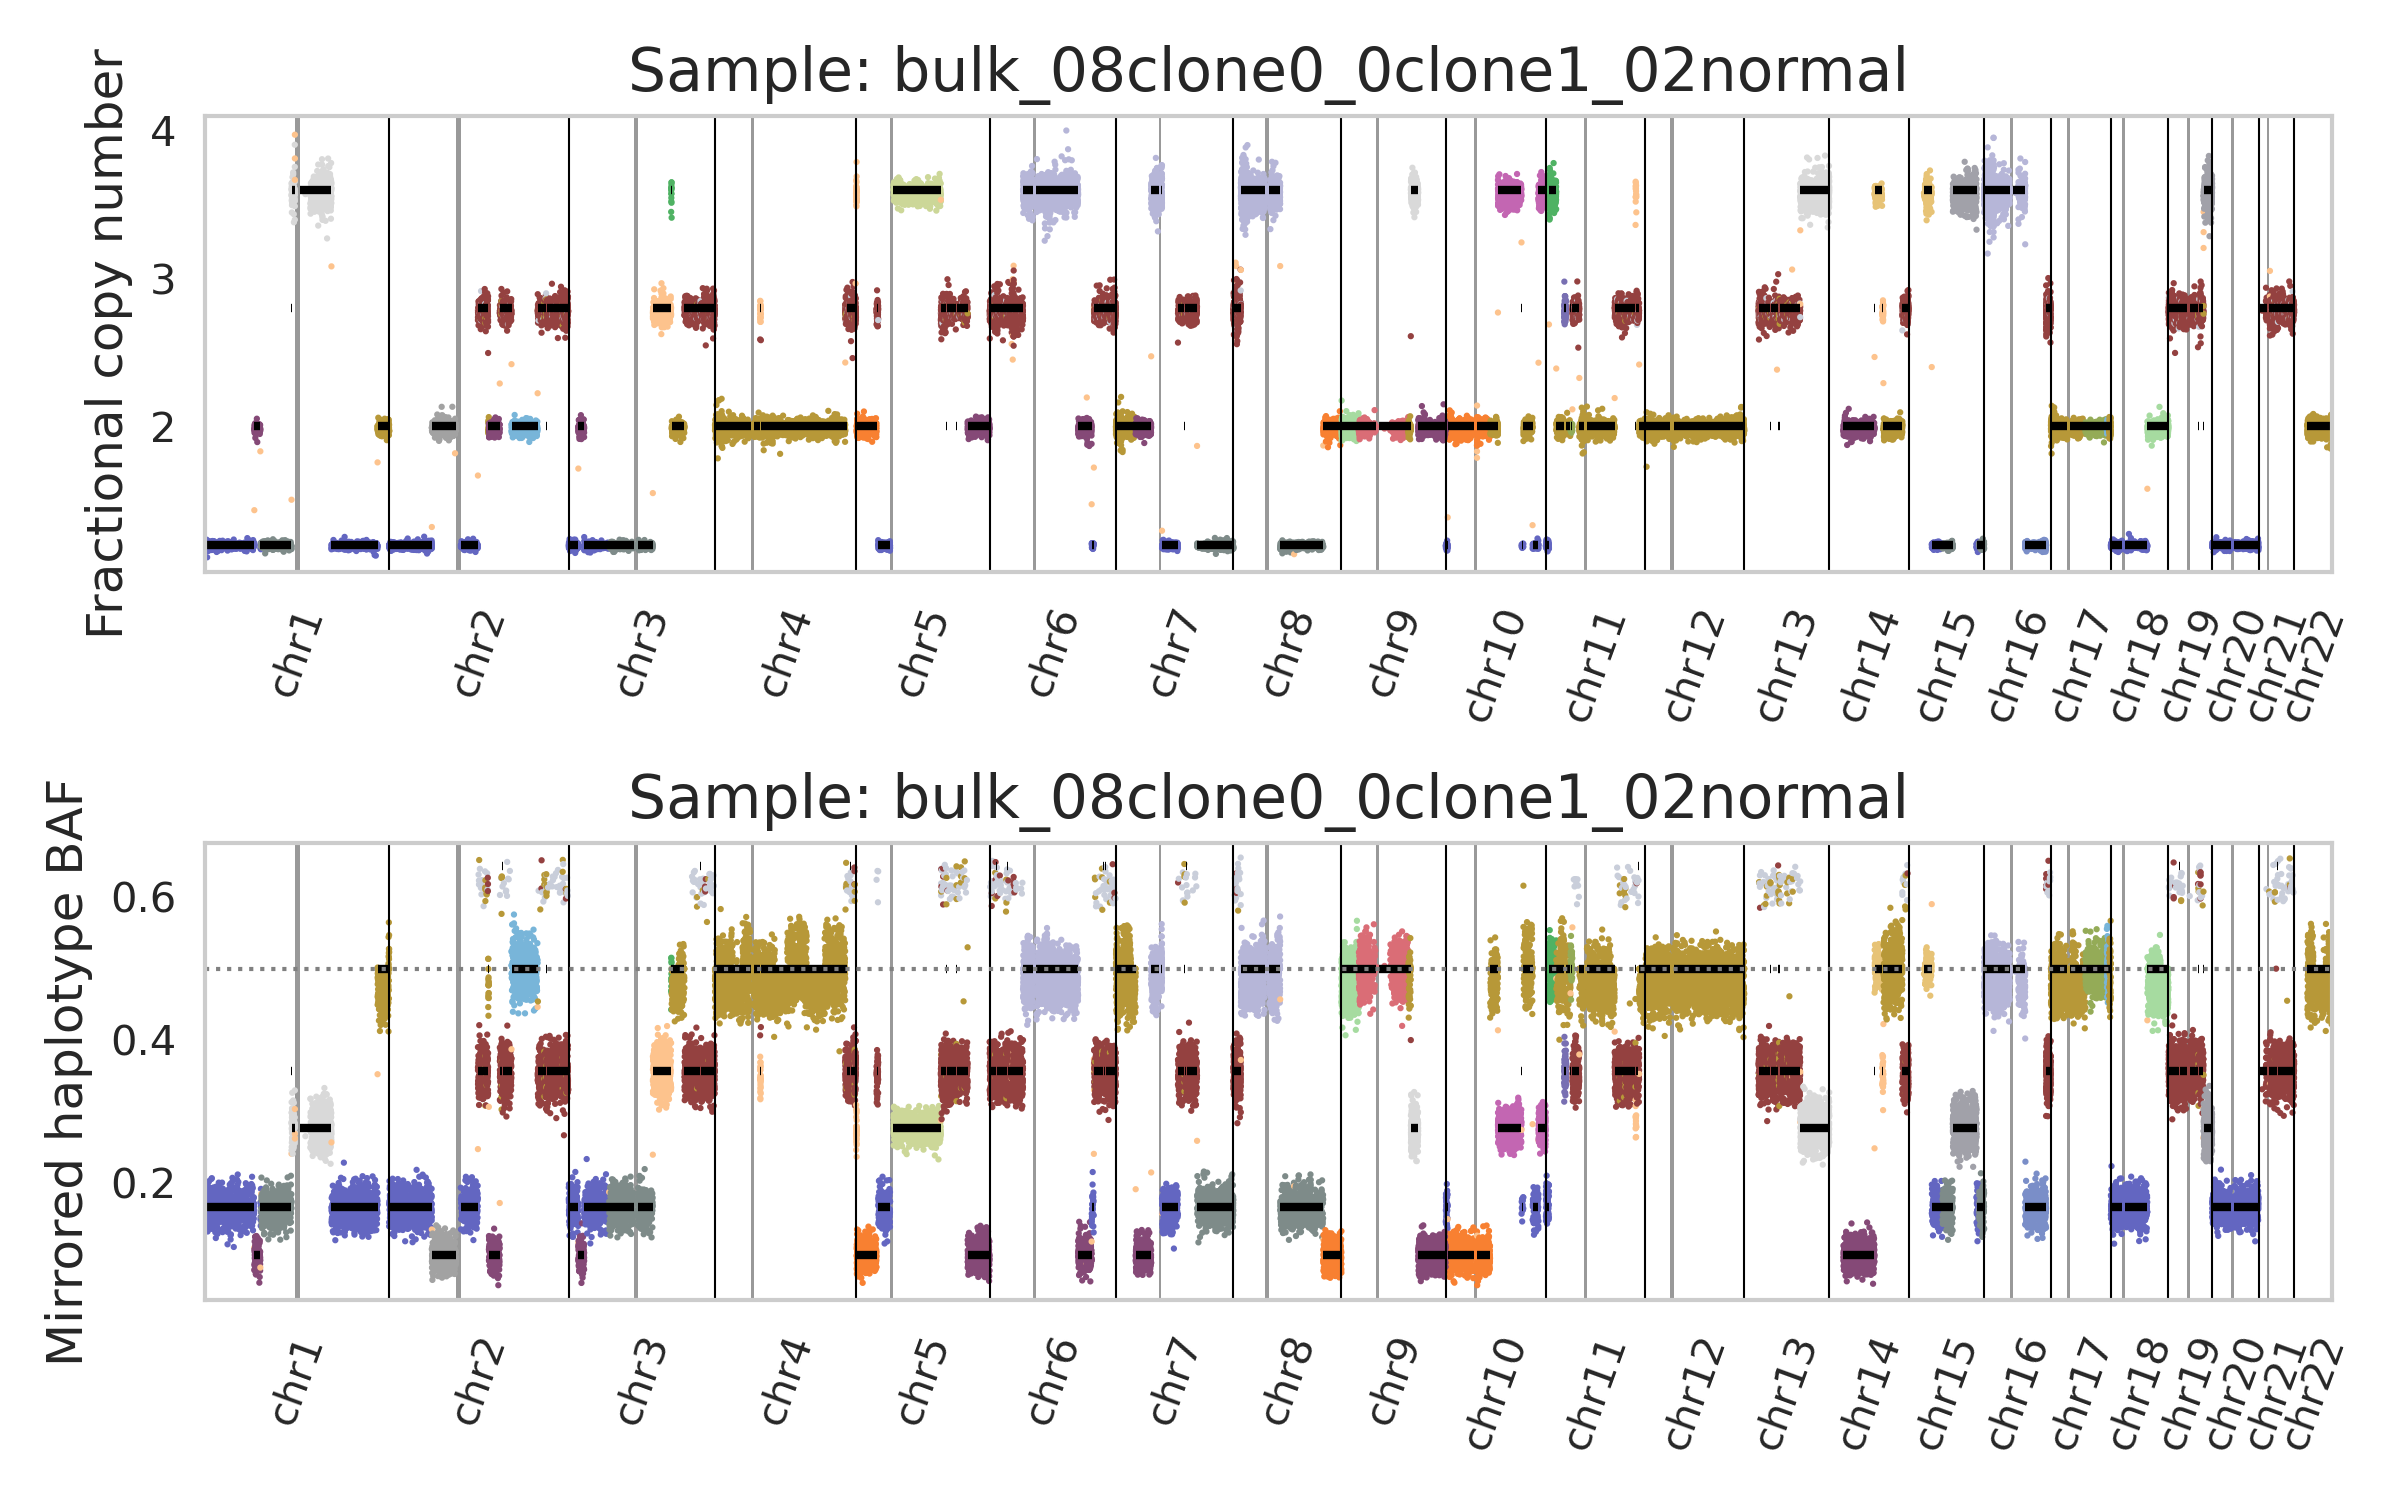 Sample: bulk_08clone0_0clone1_02normal
Fractional copy number
4
3
2
chr1 chr2 chr3 chr4 chr5 chr6 chr7 chr8 chr9 chr10 chr11 chr12 chr13 chr14 chr15 chr16 chr17 chr18 chr19 chr20 chr21 chr22
Sample: bulk_08clone0_0clone1_02normal
Mirrored haplotype BAF
0.6
0.4
0.2
chr1 chr2 chr3 chr4 chr5 chr6 chr7 chr8 chr9 chr10 chr11 chr12 chr13 chr14 chr15 chr16 chr17 chr18 chr19 chr20 chr21 chr22